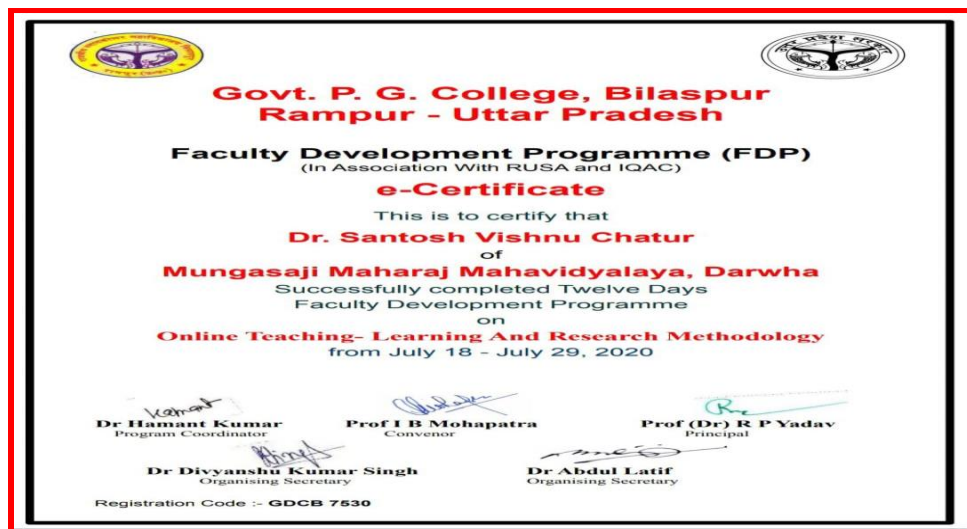 Govt. P. G. College, Bilaspur
Rampur - Uttar Pradesh
Faculty Development Programme (FDP)
(In Association With RUSA and IQAC)
e-Certificate
This is to certify that
Dr. Santosh Vishnu Chatur
of
Mungasaji Maharaj Mahavidyalaya, Darwha
Successfully completed Twelve Days
Faculty Development Programme
on
Online Teaching- Learning And Research Methodology
from July 18 - July 29, 2020
Dr Hamant Kumar
Program Coordinator
Prof I B Mohapatra
Convenor
Prof (Dr) R P Yadav
Principal
Dr Divyanshu Kumar Singh
Organising Secretary
Dr Abdul Latif
Organising Secretary
Registration Code :- GDCB 7530